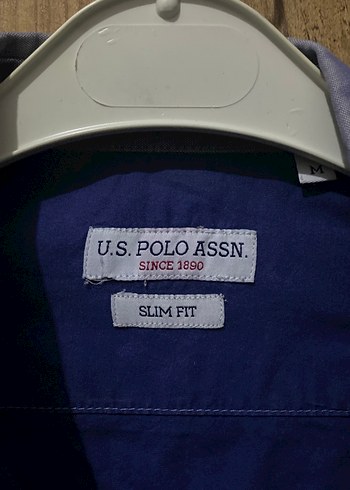 M
U.S. POLO ASSN.
SINCE 1890
SLIM FIT